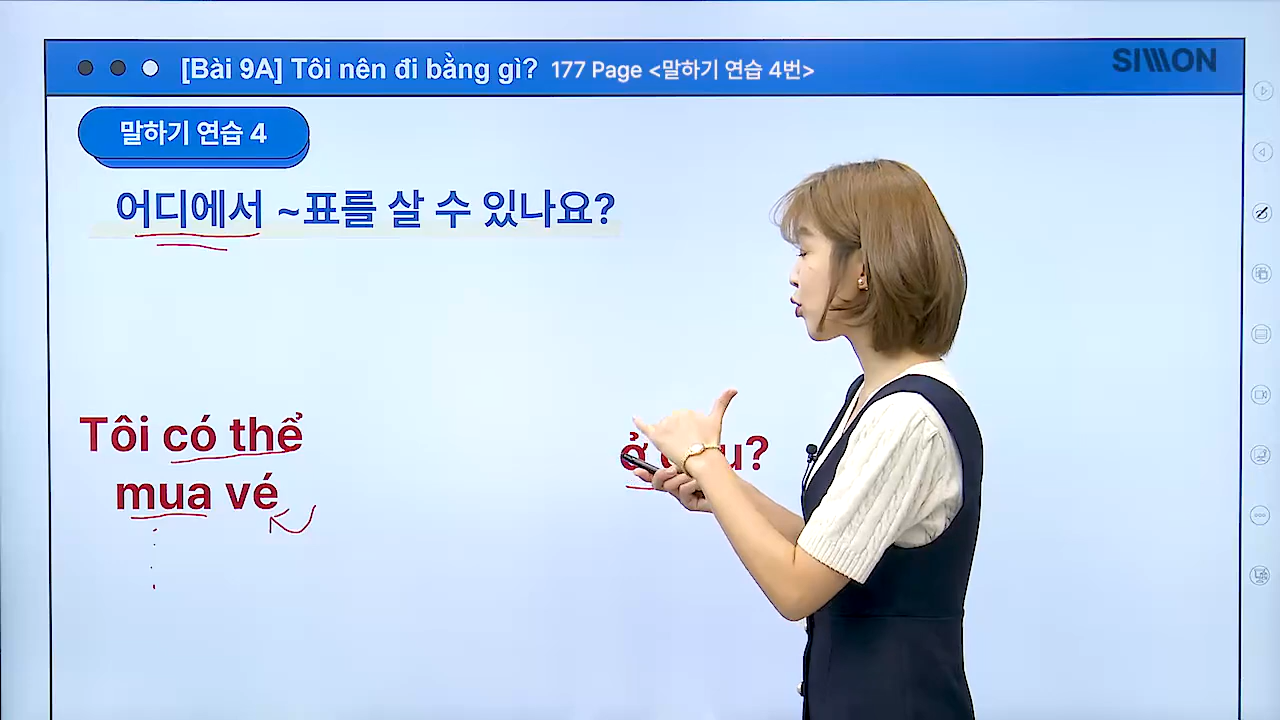 [Bài 9A] Tôi nên đi bằng gì? 177 Page <말하기 연습 4번>
SIWON
말하기 연습 4
어디에서 ~표를 살 수 있나요?
Tôi có thể
mua vé
ở